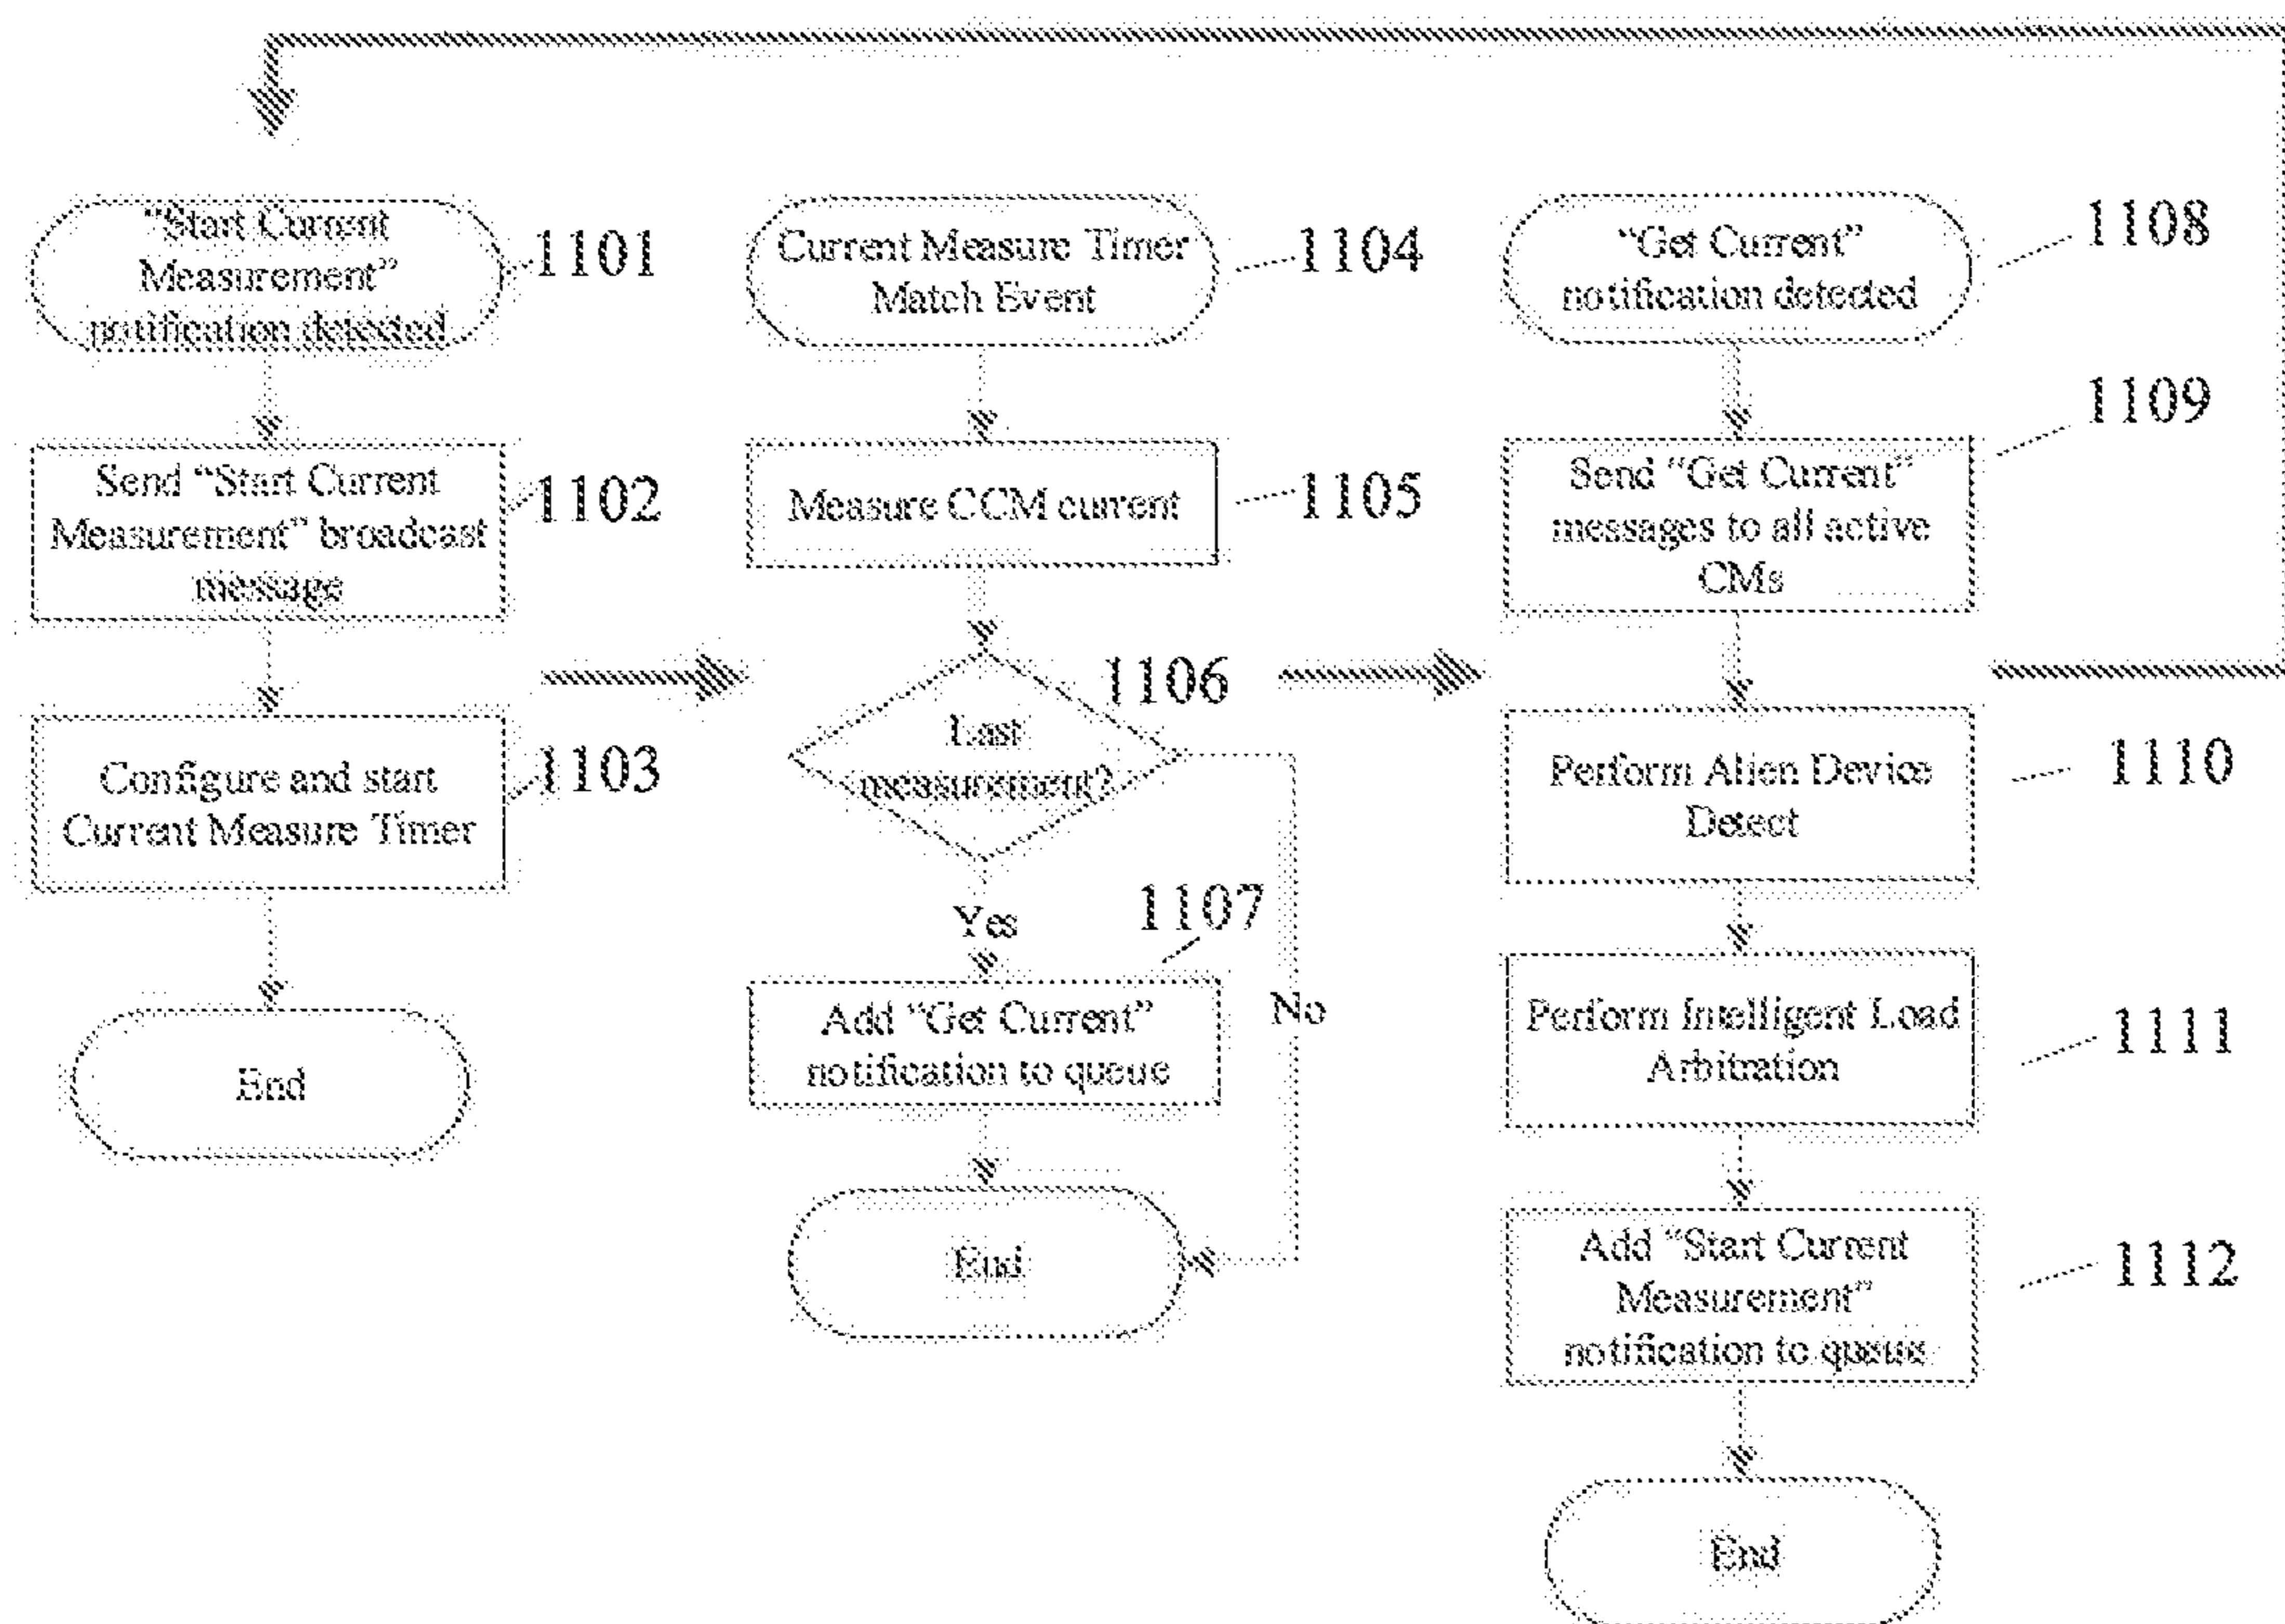 “Start Current
Measurement”
notification detected
1101
Send “Start Current
Measurement” broadcast
message
1102
Configure and start
Current Measure Timer
1103
End
Current Measure Timer
Match Event
1104
Measure CCM current
1105
Last
measurement?
1106
Yes
No
Add “Get Current”
notification to queue
1107
End
“Get Current”
notification detected
1108
Send “Get Current”
messages to all active
CMs
1109
Perform Alien Device
Detect
1110
Perform Intelligent Load
Arbitration
1111
Add “Start Current
Measurement”
notification to queue
1112
End